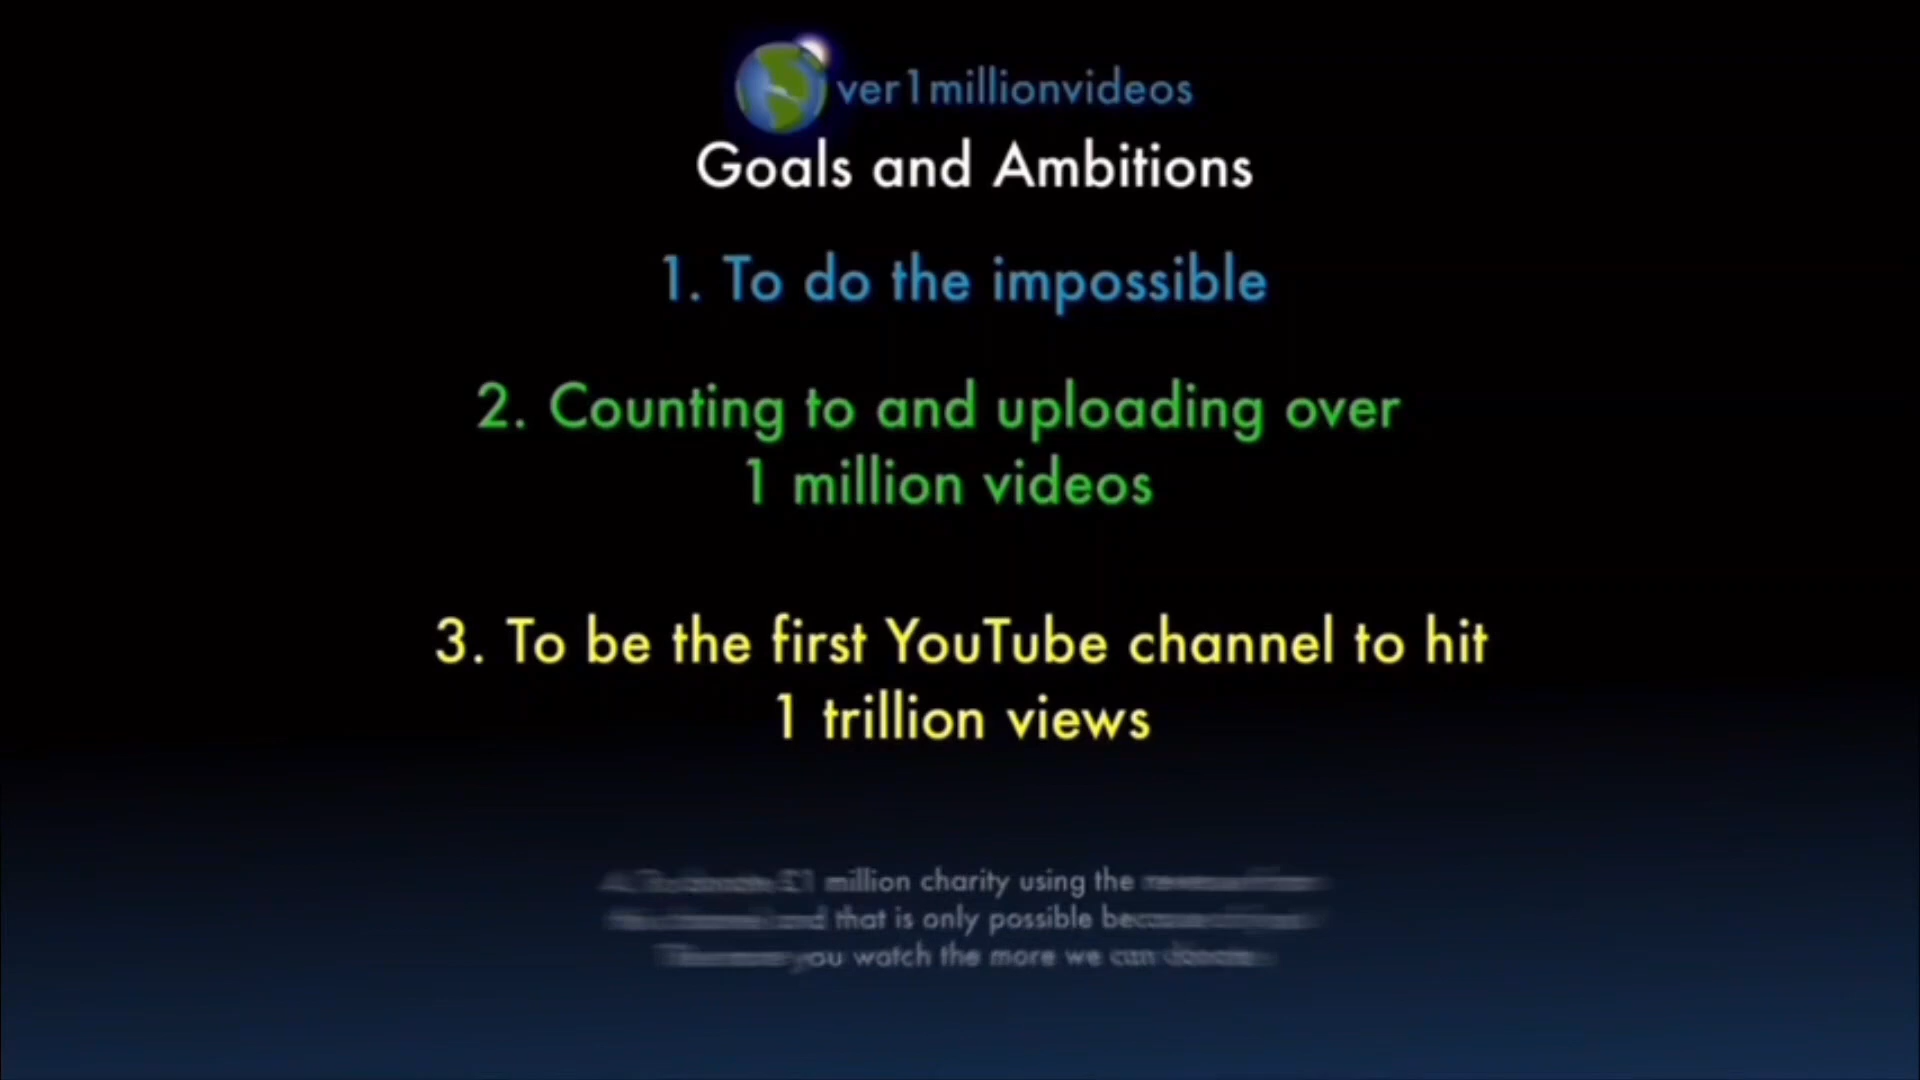 ver1millionvideos
Goals and Ambitions
1. To do the impossible
2. Counting to and uploading over
1 million videos
3. To be the first YouTube channel to hit
1 trillion views
million charity using the
that is only possible
you watch the more we can